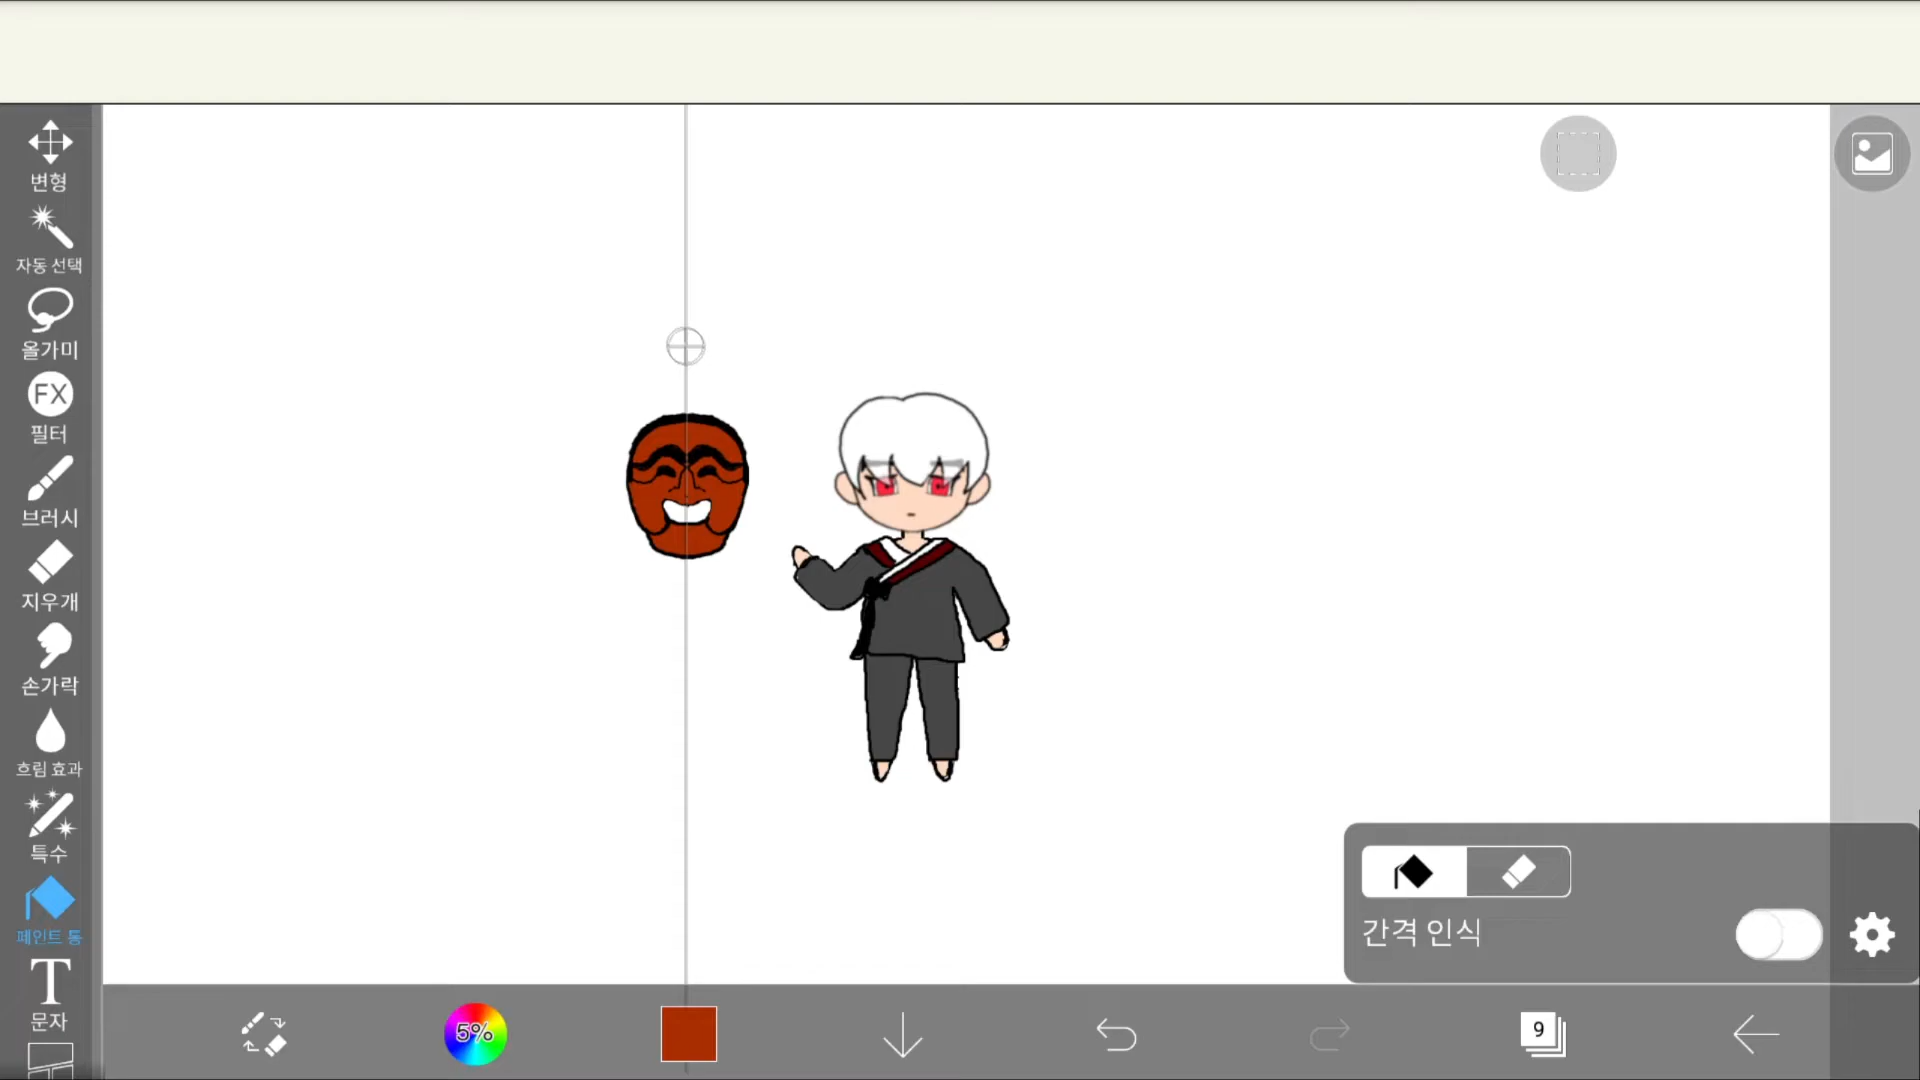 변형
자동 선택
올가미
FX
필터
브러시
지우개
손가락
흐림 효과
특수
페인트 통
T
문자
간격 인식
5%
9